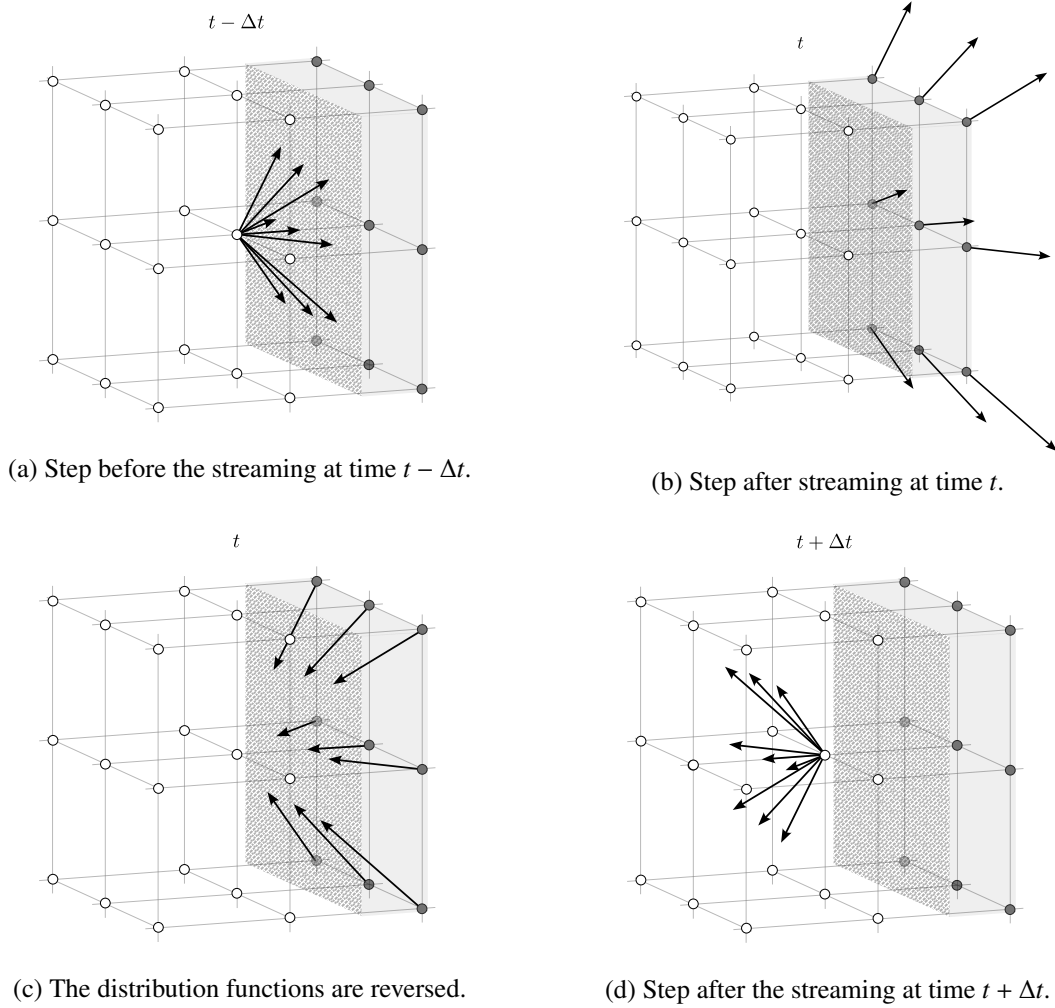 t − Δt
t
(a) Step before the streaming at time t − Δt.
(b) Step after streaming at time t.
t
t + Δt
(c) The distribution functions are reversed.
(d) Step after the streaming at time t + Δt.